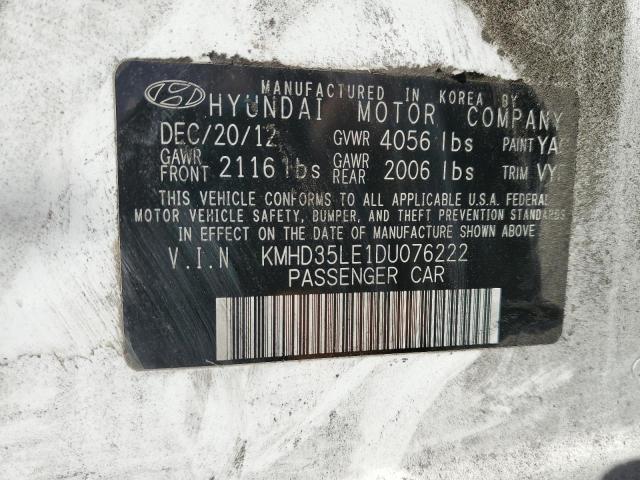 MANUFACTURED IN KOREA BY
HYUNDAI MOTOR COMPANY
DEC/20/12 GVWR 4056 lbs PAINT YA
GAWR FRONT 2116 lbs GAWR REAR 2006 lbs TRIM VY
THIS VEHICLE CONFORMS TO ALL APPLICABLE U.S.A. FEDERAL
MOTOR VEHICLE SAFETY, BUMPER, AND THEFT PREVENTION
STANDARDS IN EFFECT ON THE DATE OF MANUFACTURE SHOWN ABOVE
V.I.N KMHD35LE1DU076222
PASSENGER CAR